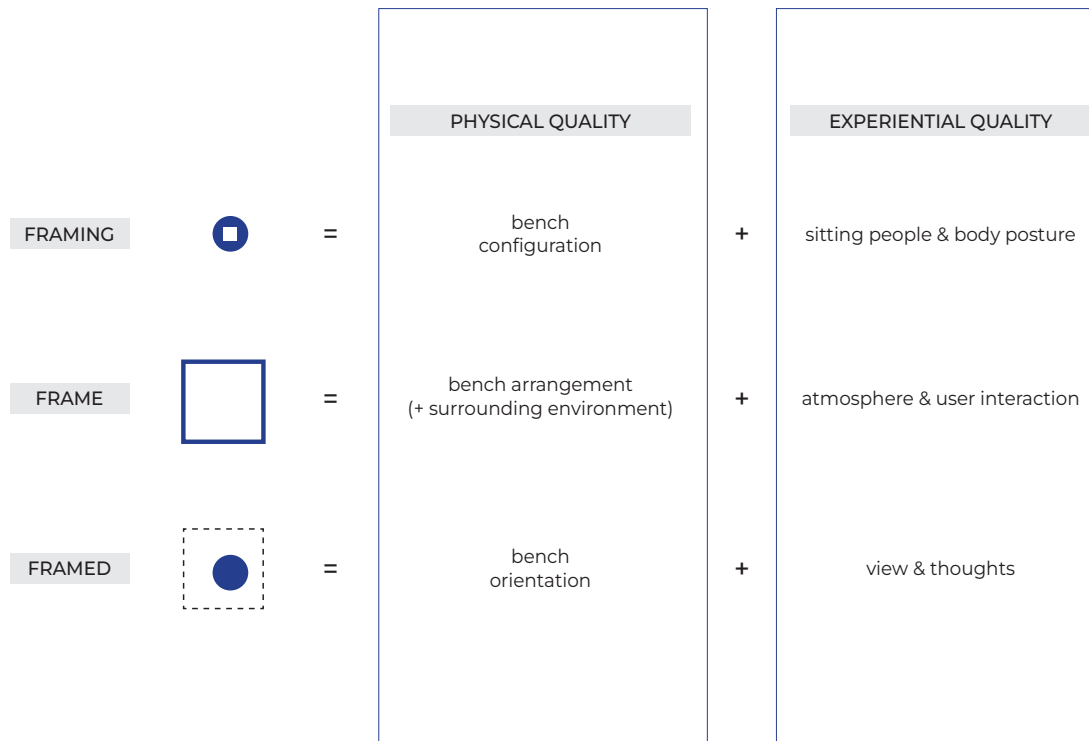 PHYSICAL QUALITY
EXPERIENTIAL QUALITY
FRAMING
=
bench
configuration
+
sitting people & body posture
FRAME
=
bench arrangement
(+ surrounding environment)
+
atmosphere & user interaction
FRAMED
=
bench
orientation
+
view & thoughts